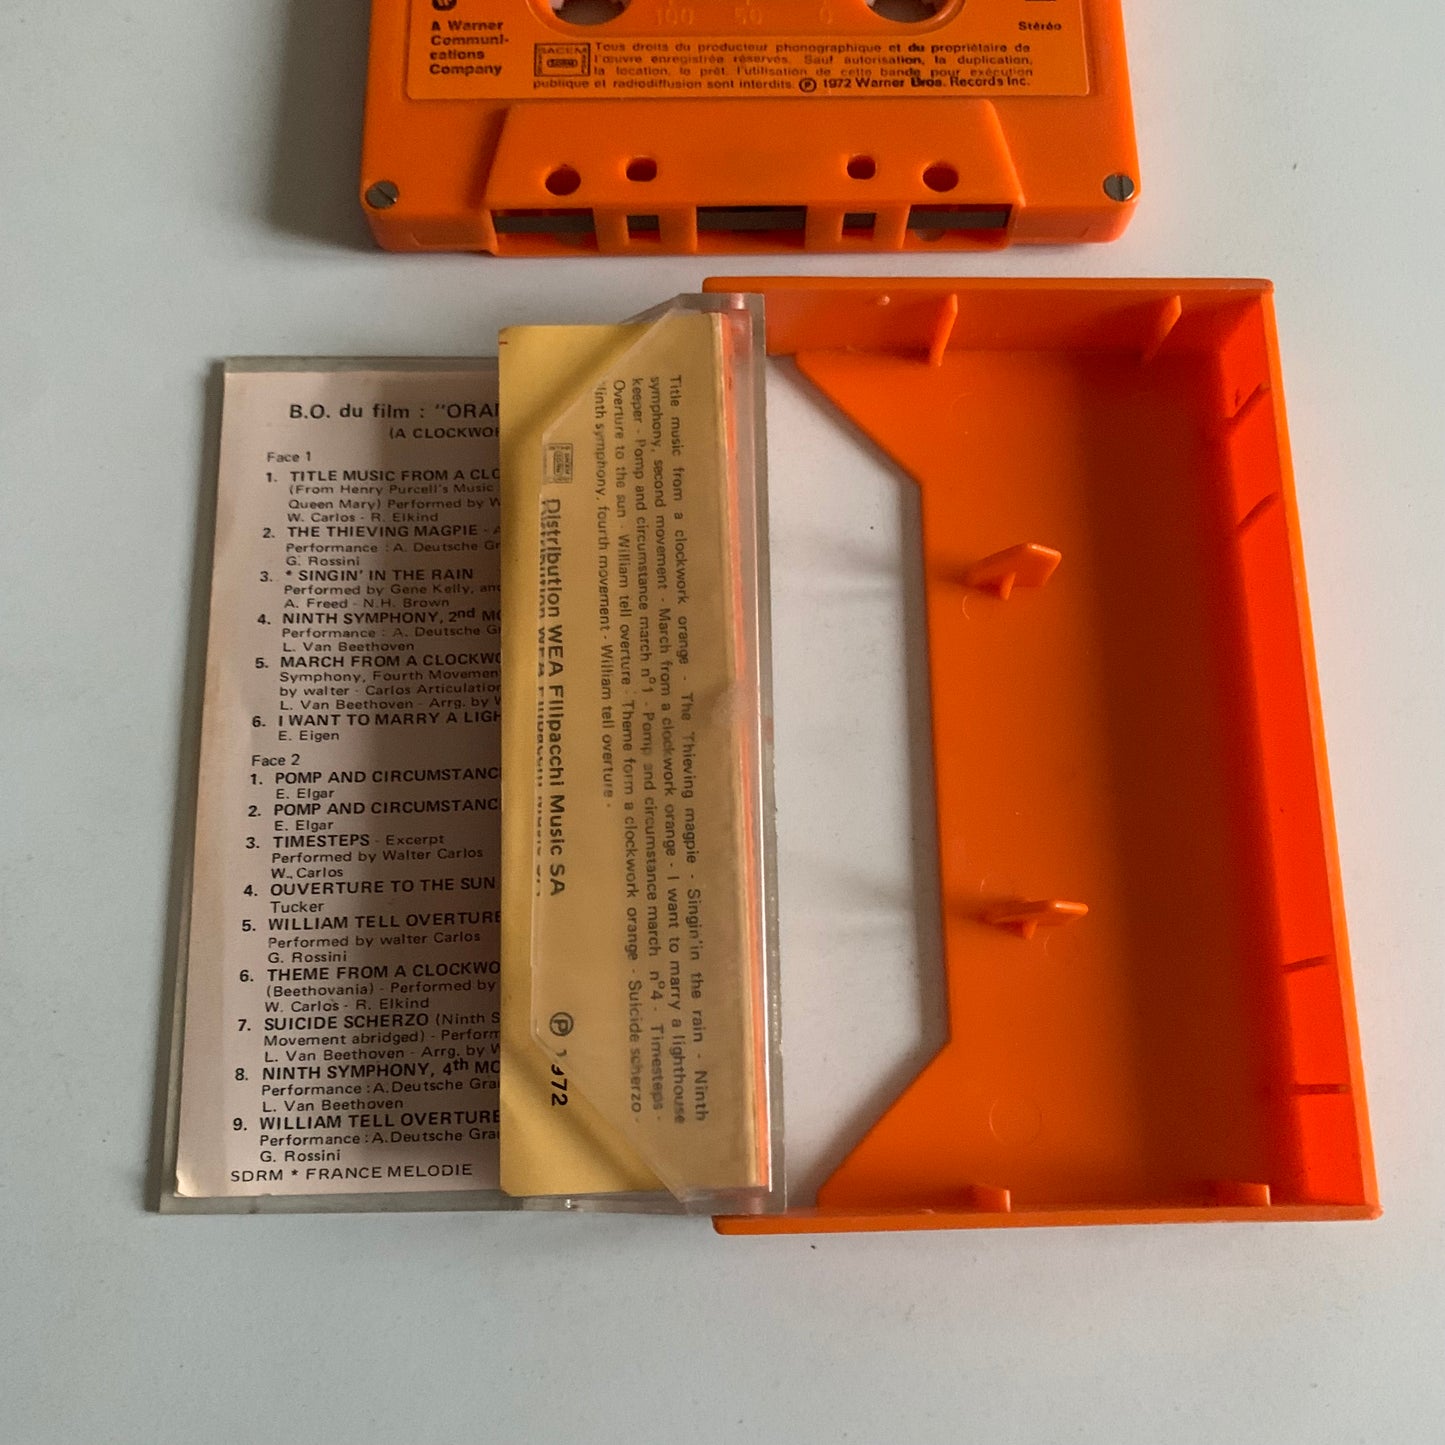 A Warner
Communi-
cations
Company
100 50 0
Stéréo
SACEM
Tous droits du producteur phonographique et du propriétaire de
l'œuvre enregistrée réservés. Sauf autorisation, la duplication,
la location, le prêt, l'utilisation de cette bande pour exécution
publique et radiodiffusion sont interdits. Ⓟ 1972 Warner Bros. Records Inc.
B.O. du film : "ORAN
(A CLOCKWOR
Face 1
1. TITLE MUSIC FROM A CLO
(From Henry Purcell's Music
Queen Mary) Performed by W
W. Carlos - R. Elkind
2. THE THIEVING MAGPIE - A
Performance : A. Deutsche Gr
G. Rossini
3. * SINGIN' IN THE RAIN
Performed by Gene Kelly, and
A. Freed - N.H. Brown
4. NINTH SYMPHONY, 2nd MO
Performance : A. Deutsche Gr
L. Van Beethoven
5. MARCH FROM A CLOCKWO
Symphony, Fourth Movemen
by walter - Carlos Articulation
L. Van Beethoven - Arrg. by W
6. I WANT TO MARRY A LIGH
E. Eigen
Face 2
1. POMP AND CIRCUMSTANC
E. Elgar
2. POMP AND CIRCUMSTANC
E. Elgar
3. TIMESTEPS - Excerpt
Performed by Walter Carlos
W. Carlos
4. OUVERTURE TO THE SUN
Tucker
5. WILLIAM TELL OVERTURE
Performed by walter Carlos
G. Rossini
6. THEME FROM A CLOCKWO
(Beethovania) - Performed by
W. Carlos - R. Elkind
7. SUICIDE SCHERZO (Ninth S
Movement abridged) - Perform
L. Van Beethoven - Arrg. by W
8. NINTH SYMPHONY, 4th MO
Performance : A. Deutsche Gra
L. Van Beethoven
9. WILLIAM TELL OVERTURE
Performance : A. Deutsche Gra
G. Rossini
SDRM * FRANCE MELODIE
Title music from a clockwork orange - The Thieving magpie - Singin'in the rain - Ninth
symphony, second movement - March from a clockwork orange - I want to marry a lighthouse
keeper - Pomp and circumstance march n°1 - Pomp and circumstance march n°4 - Timesteps -
Overture to the sun - William tell overture - Theme form a clockwork orange - Suicide scherzo -
Ninth symphony, fourth movement - William tell overture -
Distribution WEA Filipacchi Music SA Ⓟ 1972